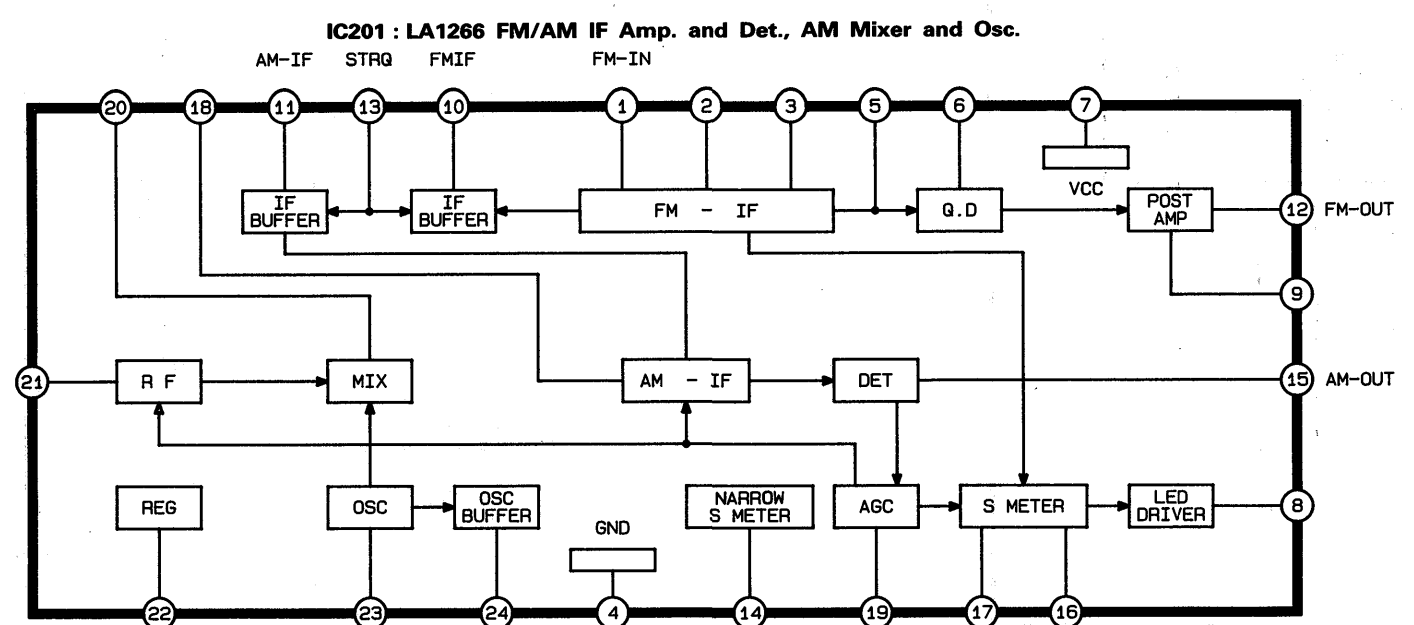 IC201 : LA1266 FM/AM IF Amp. and Det., AM Mixer and Osc.
AM-IF STRQ FMIF FM-IN
20 18 11 13 10 1 2 3 5 6 7
VCC
IF BUFFER
IF BUFFER
FM - IF
Q.D
POST AMP
12 FM-OUT
9
21
R F
MIX
AM - IF
DET
15 AM-OUT
REG
OSC
OSC BUFFER
GND
NARROW S METER
AGC
S METER
LED DRIVER
8
22 23 24 4 14 19 17 16